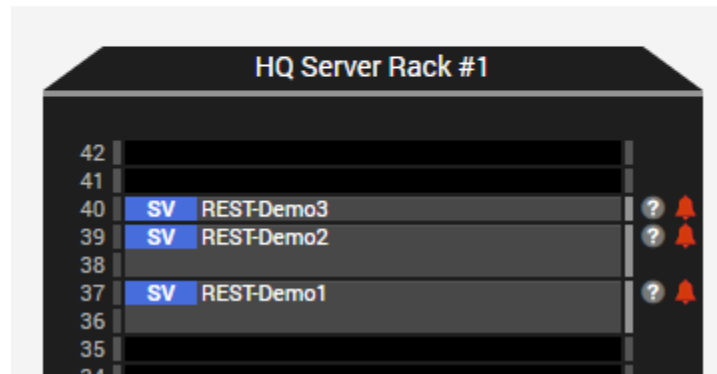 HQ Server Rack #1
42
41
40 SV REST-Demo3 ?
39 SV REST-Demo2 ?
38
37 SV REST-Demo1 ?
36
35
34